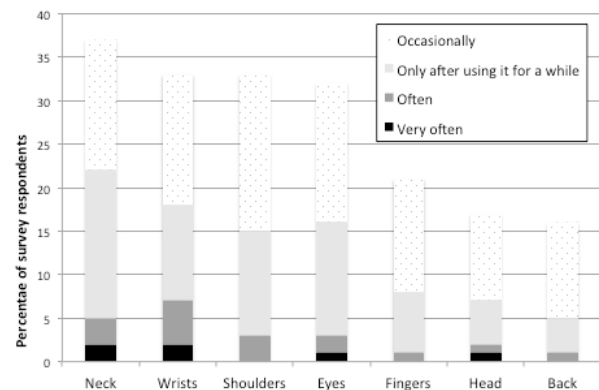 40
35
30
25
20
15
10
5
0
Percentae of survey respondents
Occasionally
Only after using it for a while
Often
Very often
Neck Wrists Shoulders Eyes Fingers Head Back